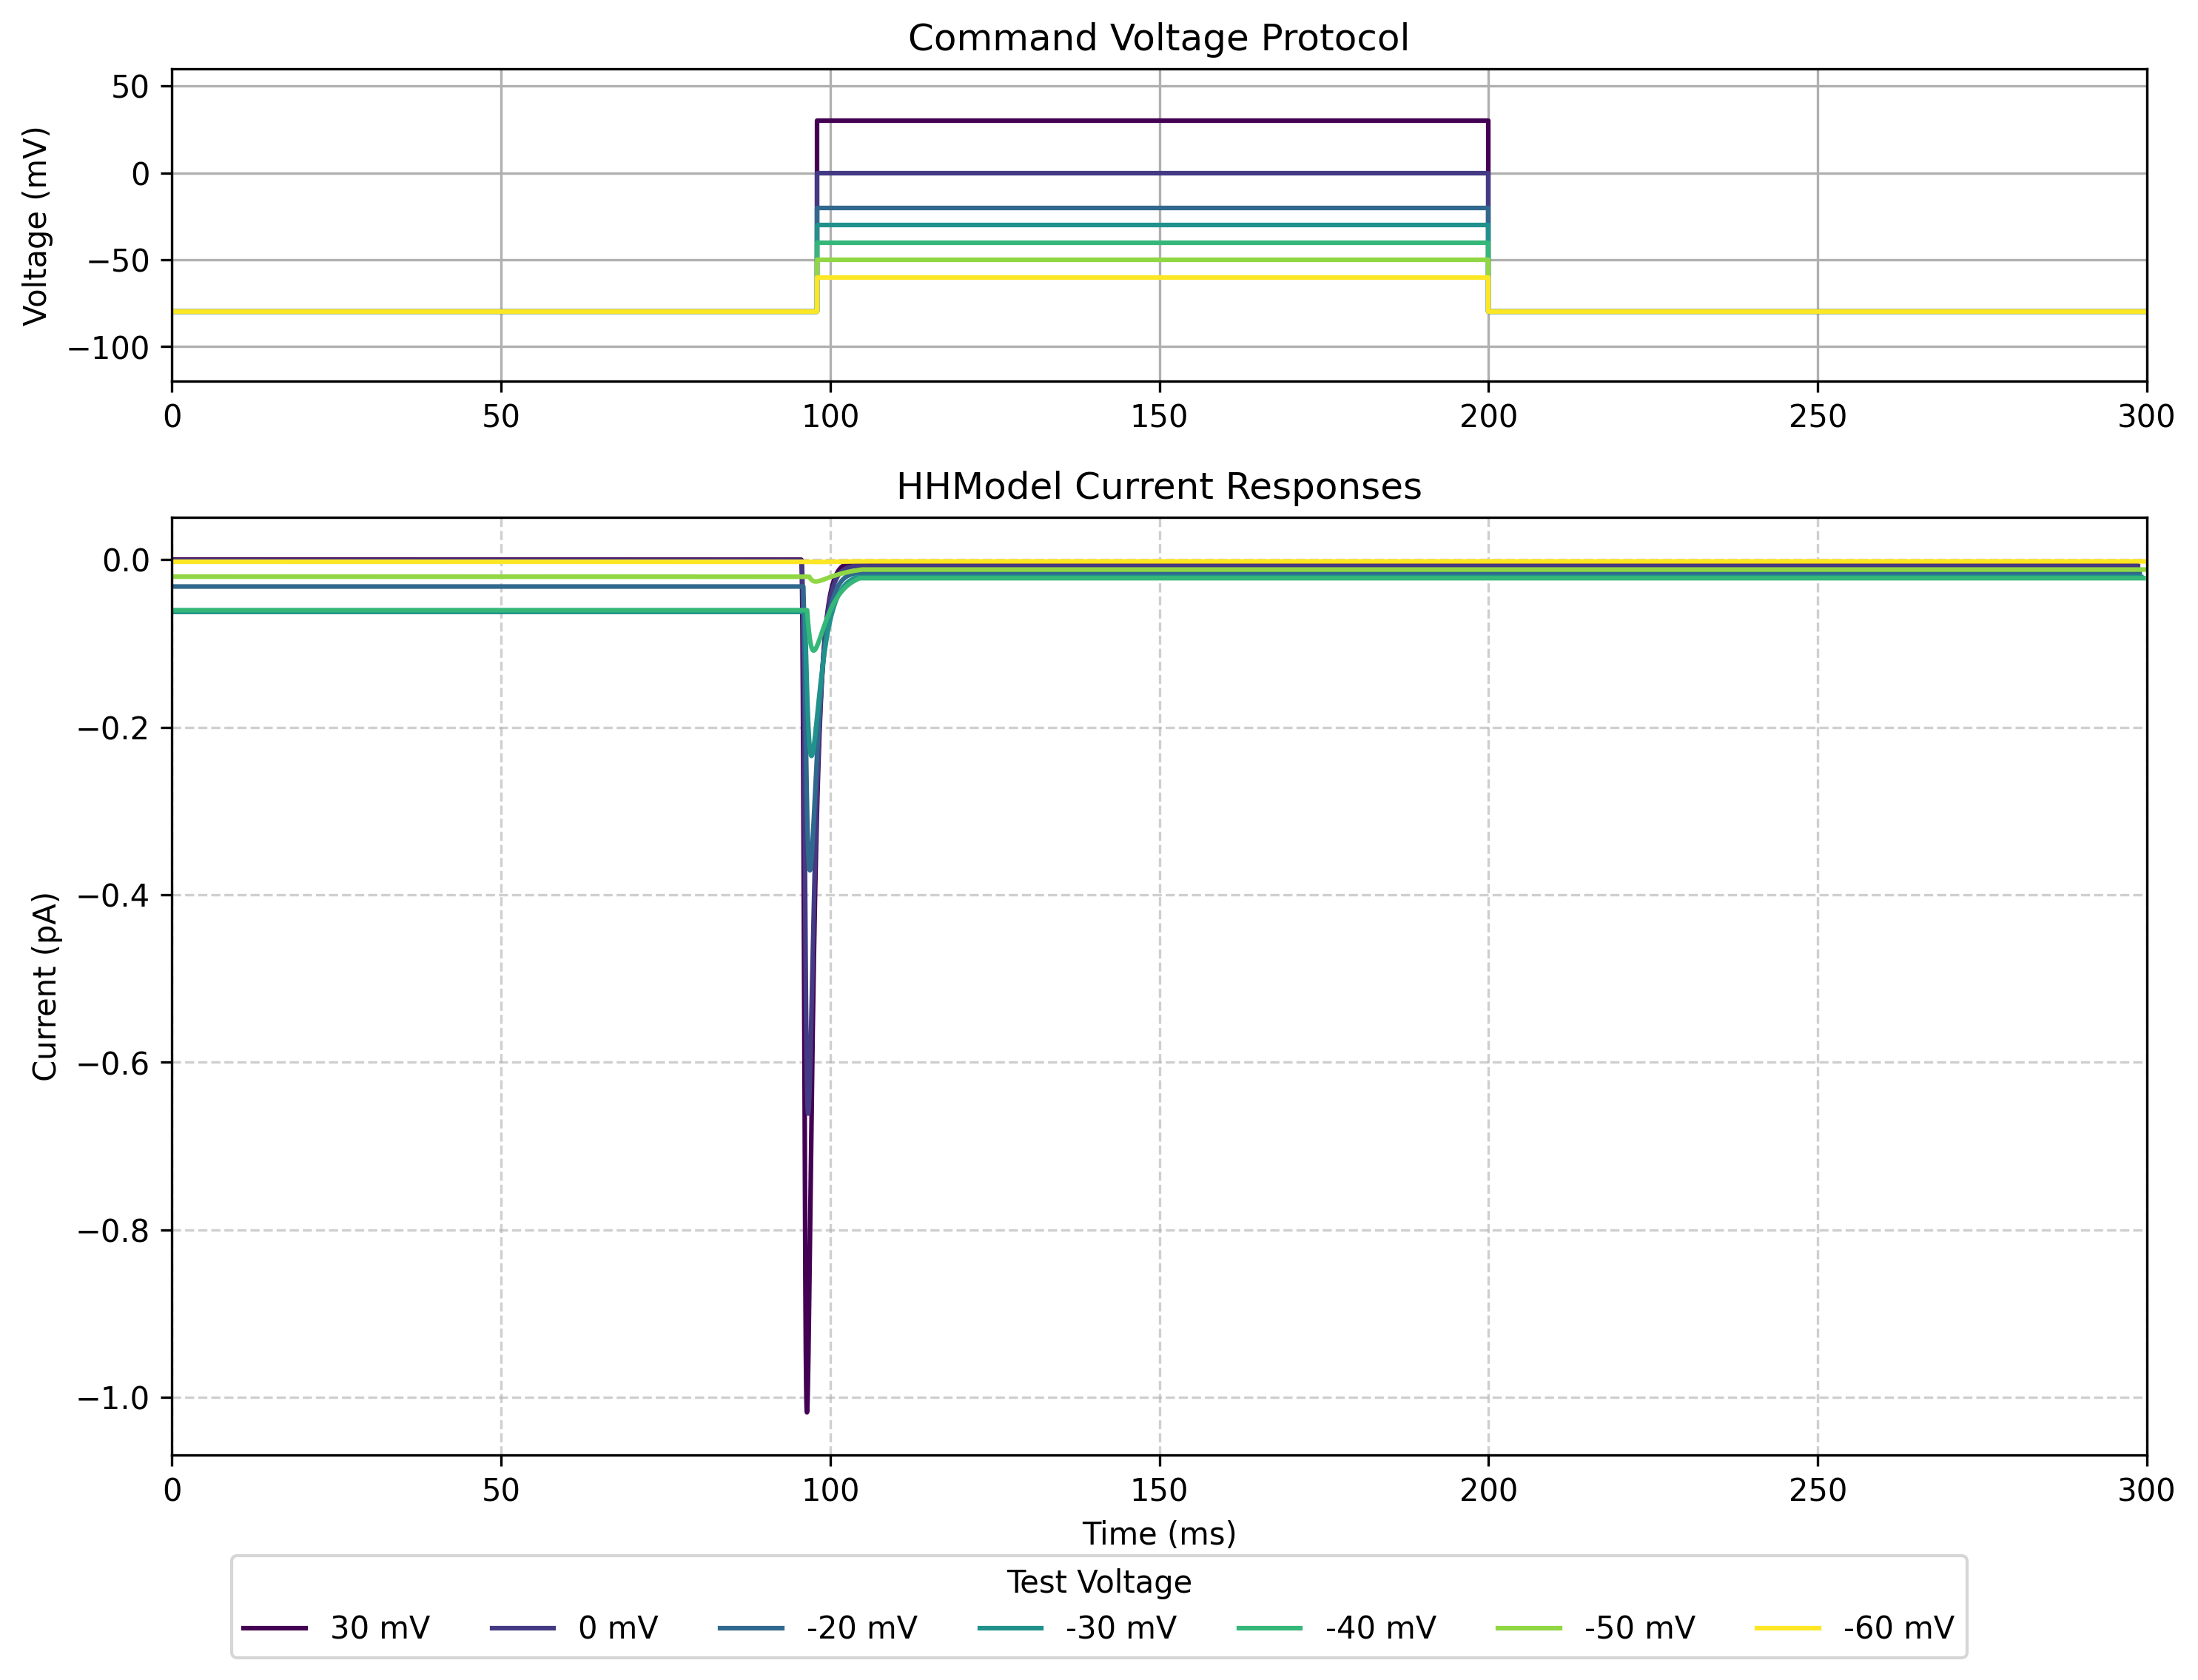 Command Voltage Protocol
Voltage (mV)
50
0
−50
−100
0 50 100 150 200 250 300
HHModel Current Responses
Current (pA)
0.0
−0.2
−0.4
−0.6
−0.8
−1.0
0 50 100 150 200 250 300
Time (ms)
Test Voltage
30 mV 0 mV -20 mV -30 mV -40 mV -50 mV -60 mV